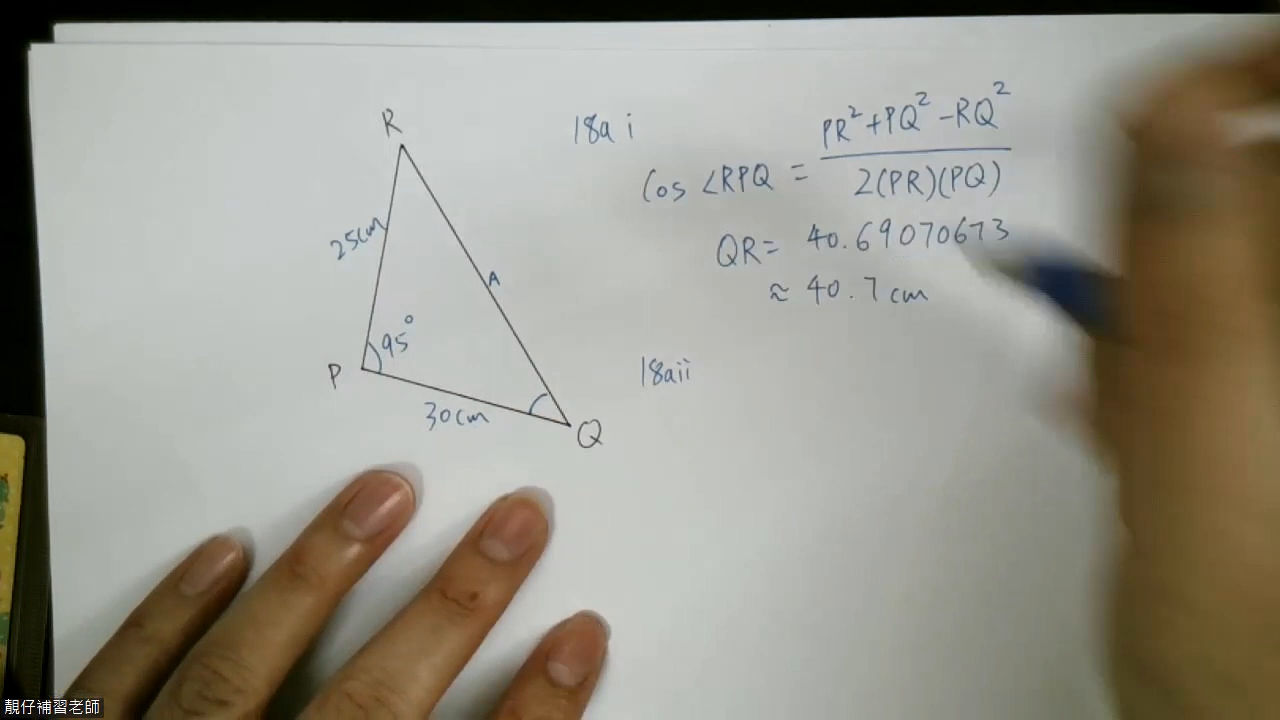 R
18a i
PR²+PQ²-RQ²
cos ∠RPQ = 
2(PR)(PQ)
25cm
QR= 40.69070673
A
≈ 40.7 cm
95°
P
18aii
30cm
Q
靚仔補習老師